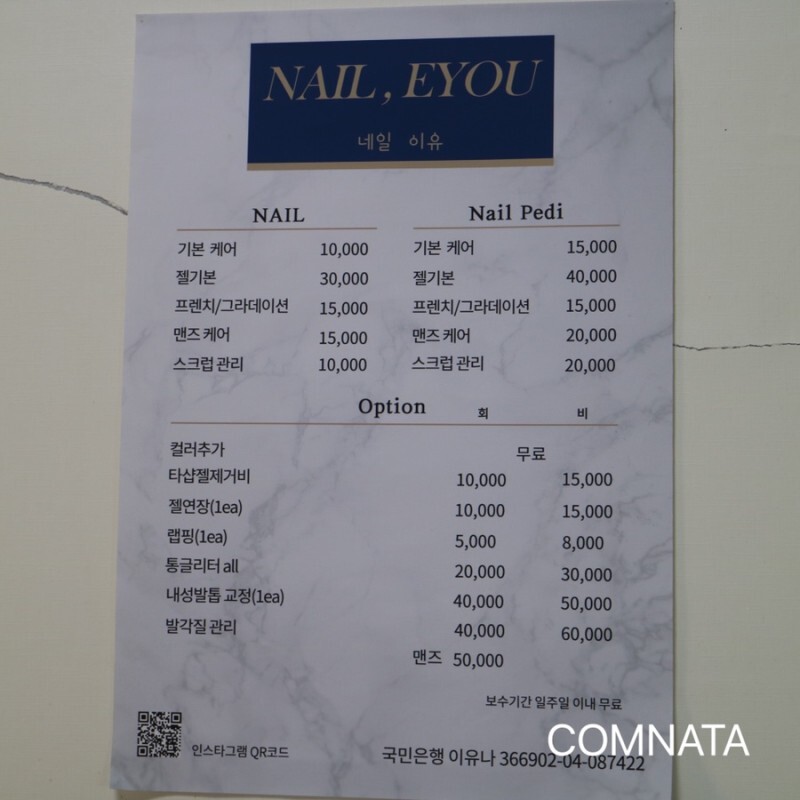 NAIL, EYOU
네일 이유
NAIL
기본 케어 10,000
젤기본 30,000
프렌치/그라데이션 15,000
맨즈 케어 15,000
스크럽 관리 10,000
Nail Pedi
기본 케어 15,000
젤기본 40,000
프렌치/그라데이션 15,000
맨즈 케어 20,000
스크럽 관리 20,000
Option 회 비
컬러추가 무료
타샵젤제거비 10,000 15,000
젤연장(1ea) 10,000 15,000
랩핑(1ea) 5,000 8,000
통글리터 all 20,000 30,000
내성발톱 교정(1ea) 40,000 50,000
발각질 관리 40,000 60,000
맨즈 50,000
보수기간 일주일 이내 무료
인스타그램 QR코드
국민은행 이유나 366902-04-087422
COMNATA